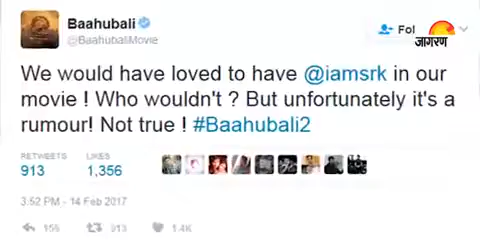 Baahubali
@BaahubaliMovie
Fol
जागरण
We would have loved to have @iamsrk in our
movie ! Who wouldn't ? But unfortunately it's a
rumour! Not true ! #Baahubali2
RETWEETS LIKES
913 1,356
3:52 PM - 14 Feb 2017
913 1.4K